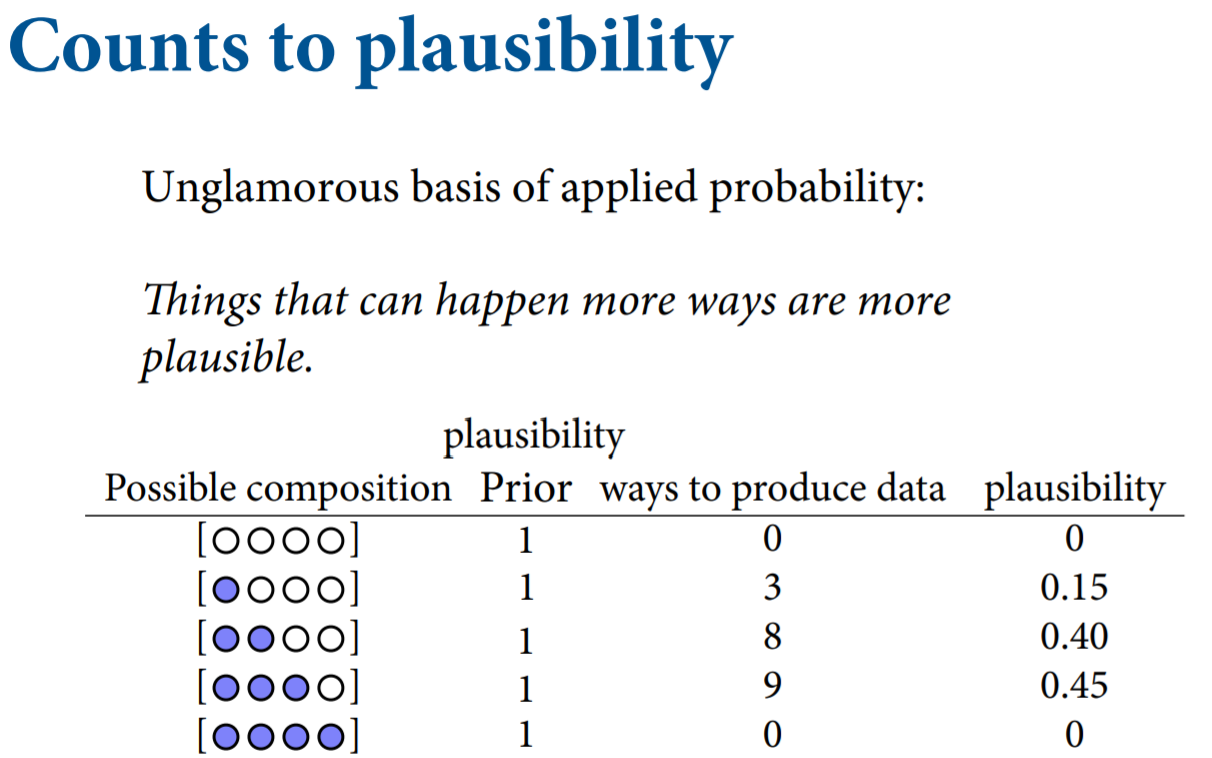 Counts to plausibility
Unglamorous basis of applied probability:
Things that can happen more ways are more
plausible.
plausibility
Possible composition Prior ways to produce data plausibility
[○○○○] 1 0 0
[●○○○] 1 3 0.15
[●●○○] 1 8 0.40
[●●●○] 1 9 0.45
[●●●●] 1 0 0